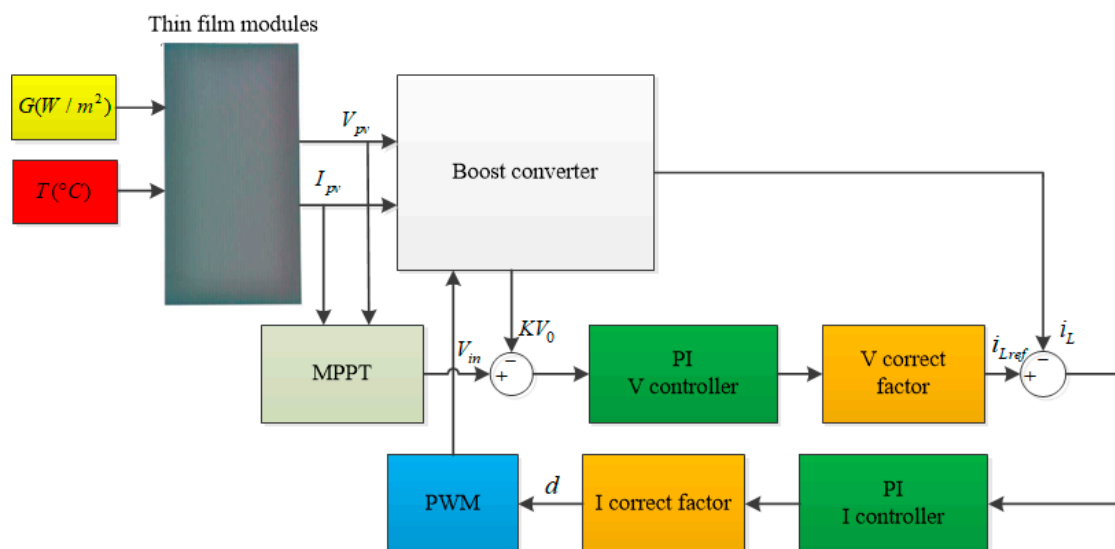 Thin film modules
G(W / m²)
T(°C)
V_pv
I_pv
Boost converter
MPPT
V_in
KV_0
+
−
PI
V controller
V correct
factor
i_Lref
i_L
+
−
PWM
d
I correct factor
PI
I controller